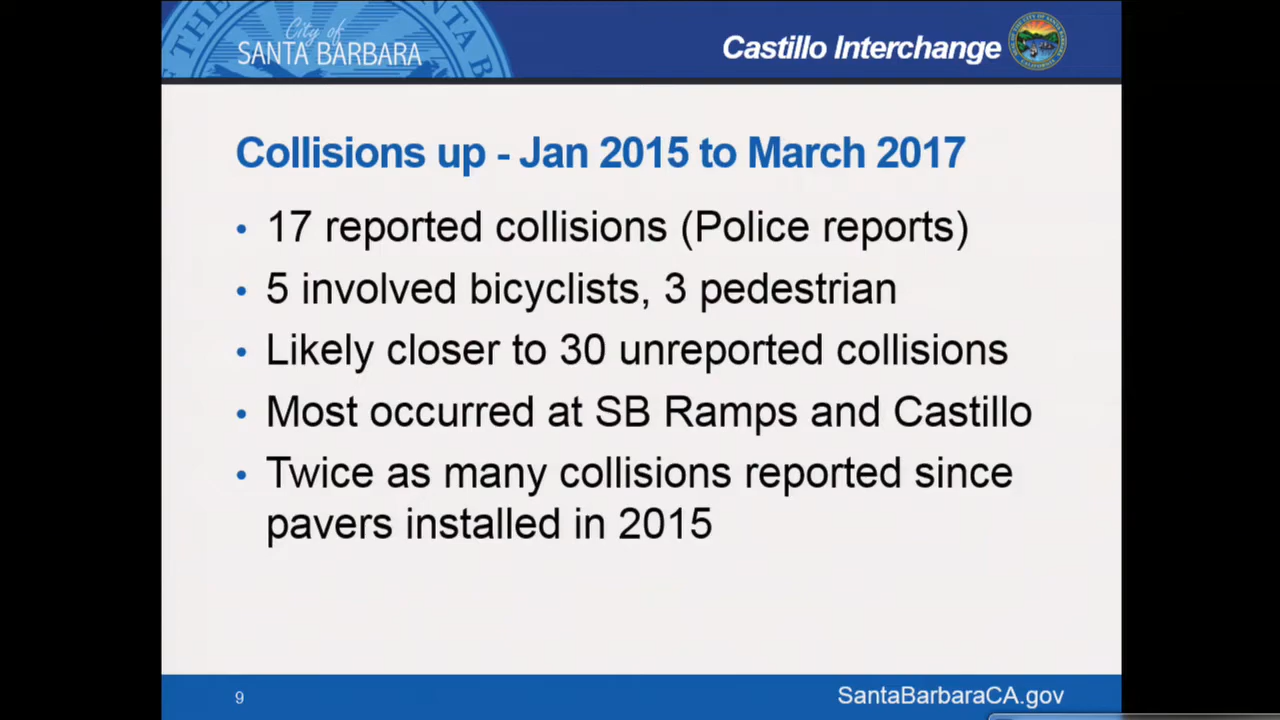 City of
SANTA BARBARA
Castillo Interchange
Collisions up - Jan 2015 to March 2017
• 17 reported collisions (Police reports)
• 5 involved bicyclists, 3 pedestrian
• Likely closer to 30 unreported collisions
• Most occurred at SB Ramps and Castillo
• Twice as many collisions reported since
pavers installed in 2015
9
SantaBarbaraCA.gov